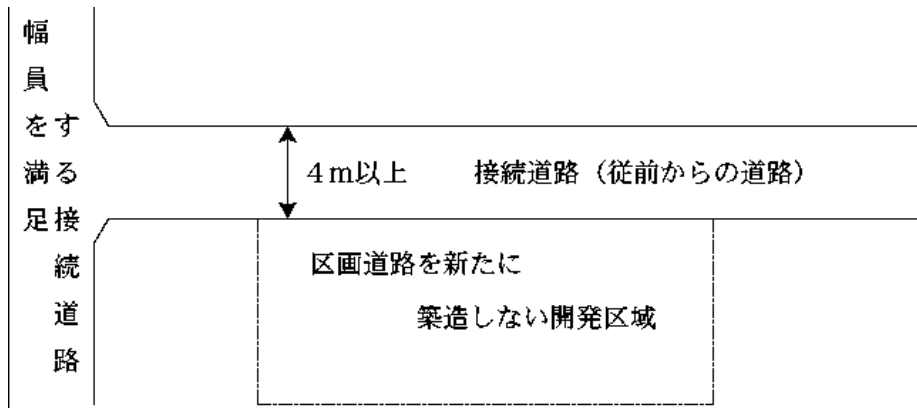 幅員を満足
する接続道路
4m以上
接続道路（従前からの道路）
区画道路を新たに
築造しない開発区域